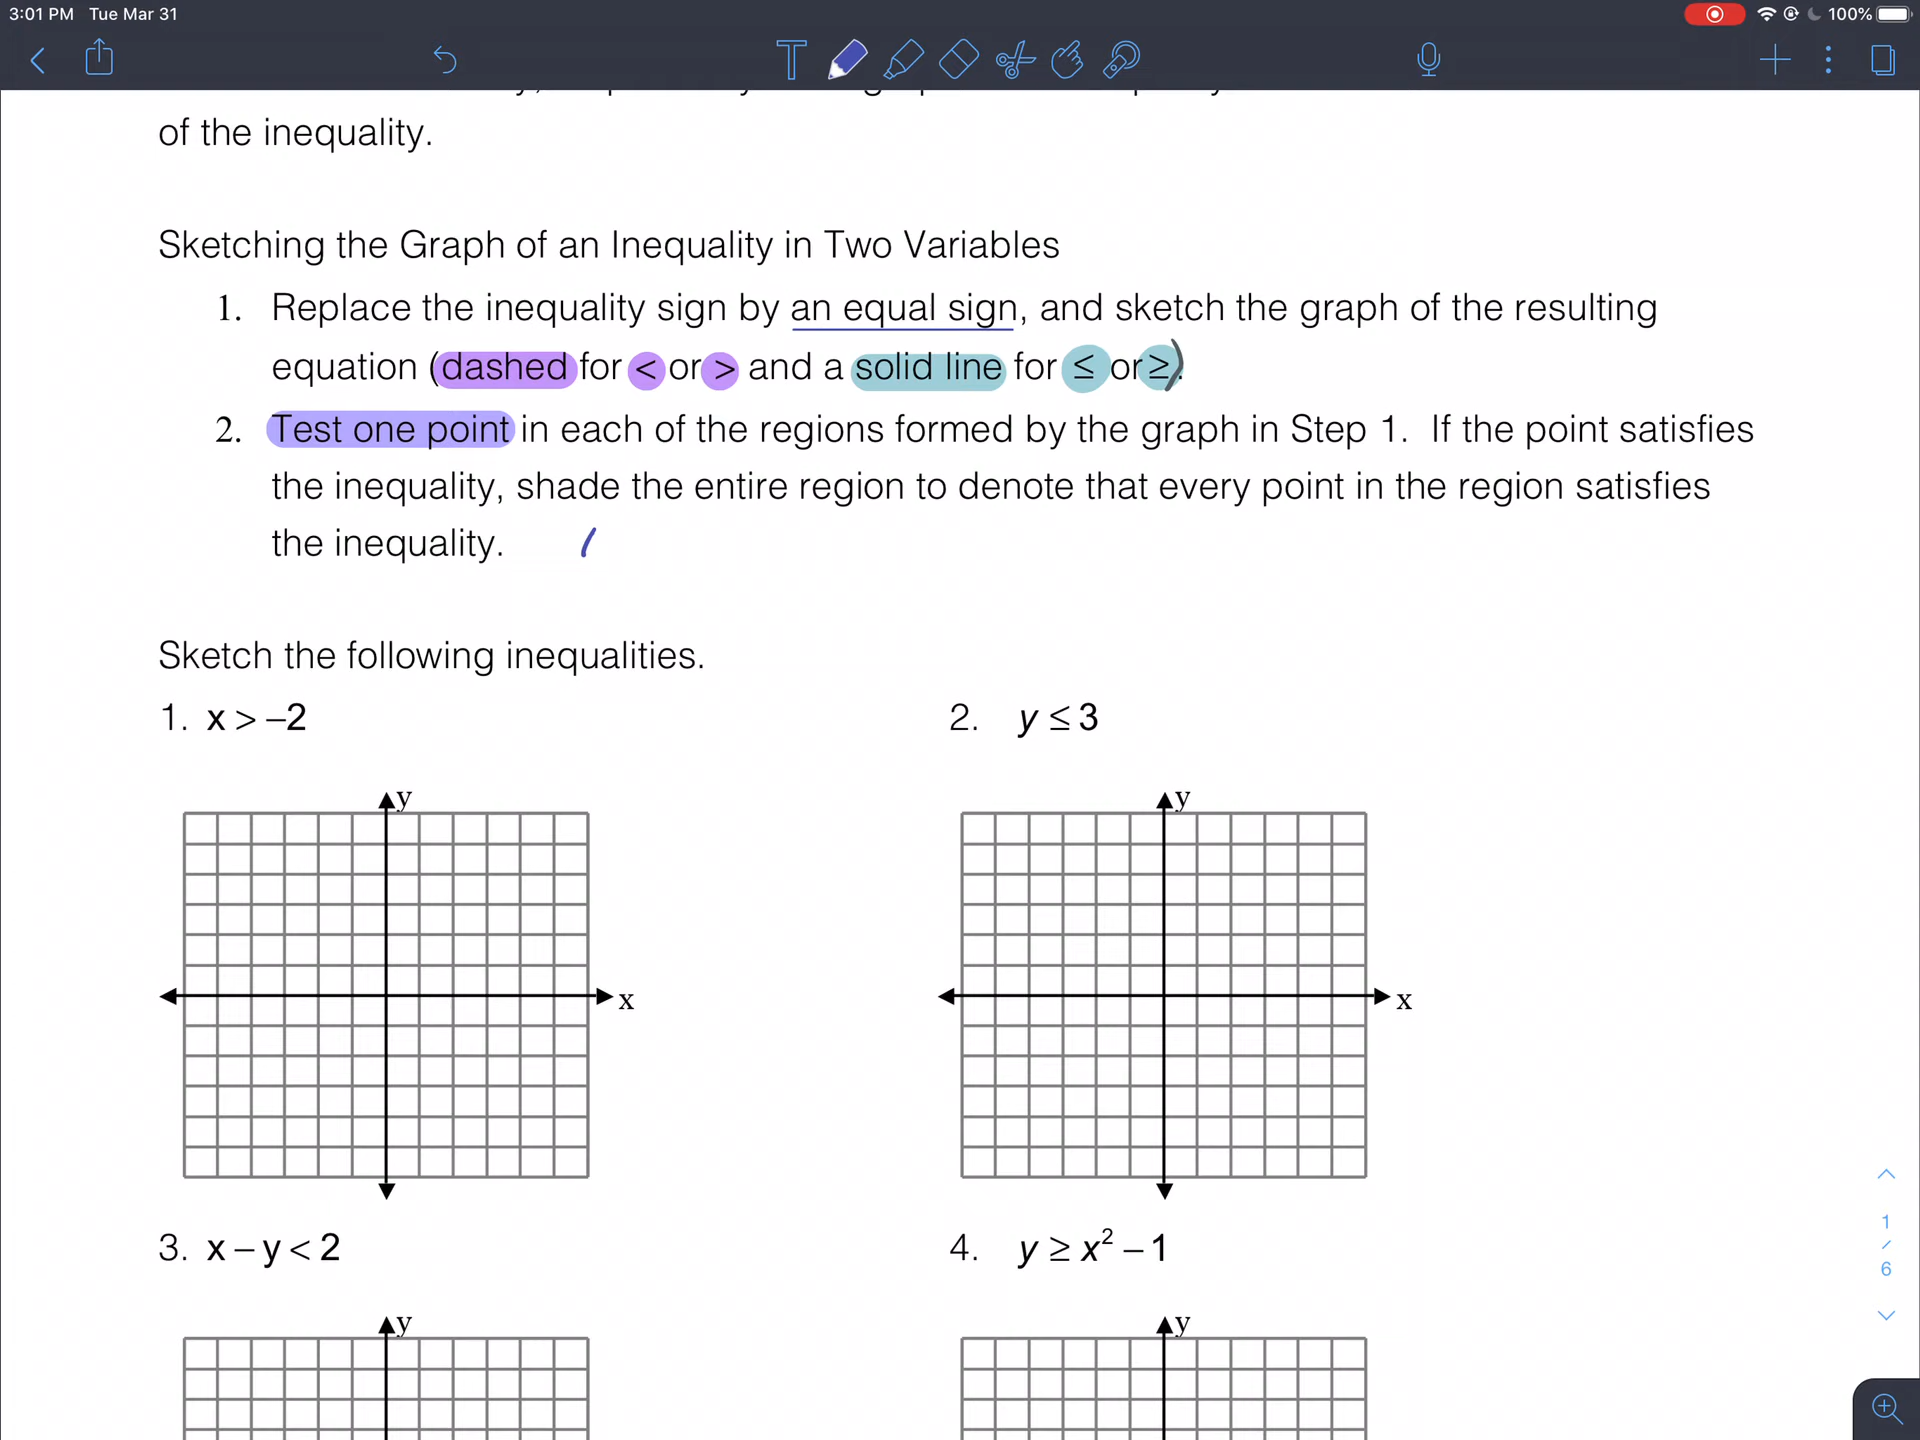 3:01 PM Tue Mar 31 100%
of the inequality.
Sketching the Graph of an Inequality in Two Variables
1. Replace the inequality sign by an equal sign, and sketch the graph of the resulting
equation (dashed for < or > and a solid line for ≤ or ≥).
2. Test one point in each of the regions formed by the graph in Step 1. If the point satisfies
the inequality, shade the entire region to denote that every point in the region satisfies
the inequality.
Sketch the following inequalities.
1. x > –2
2. y ≤ 3
y
x
y
x
3. x – y < 2
4. y ≥ x² – 1
y
y
1
/
6